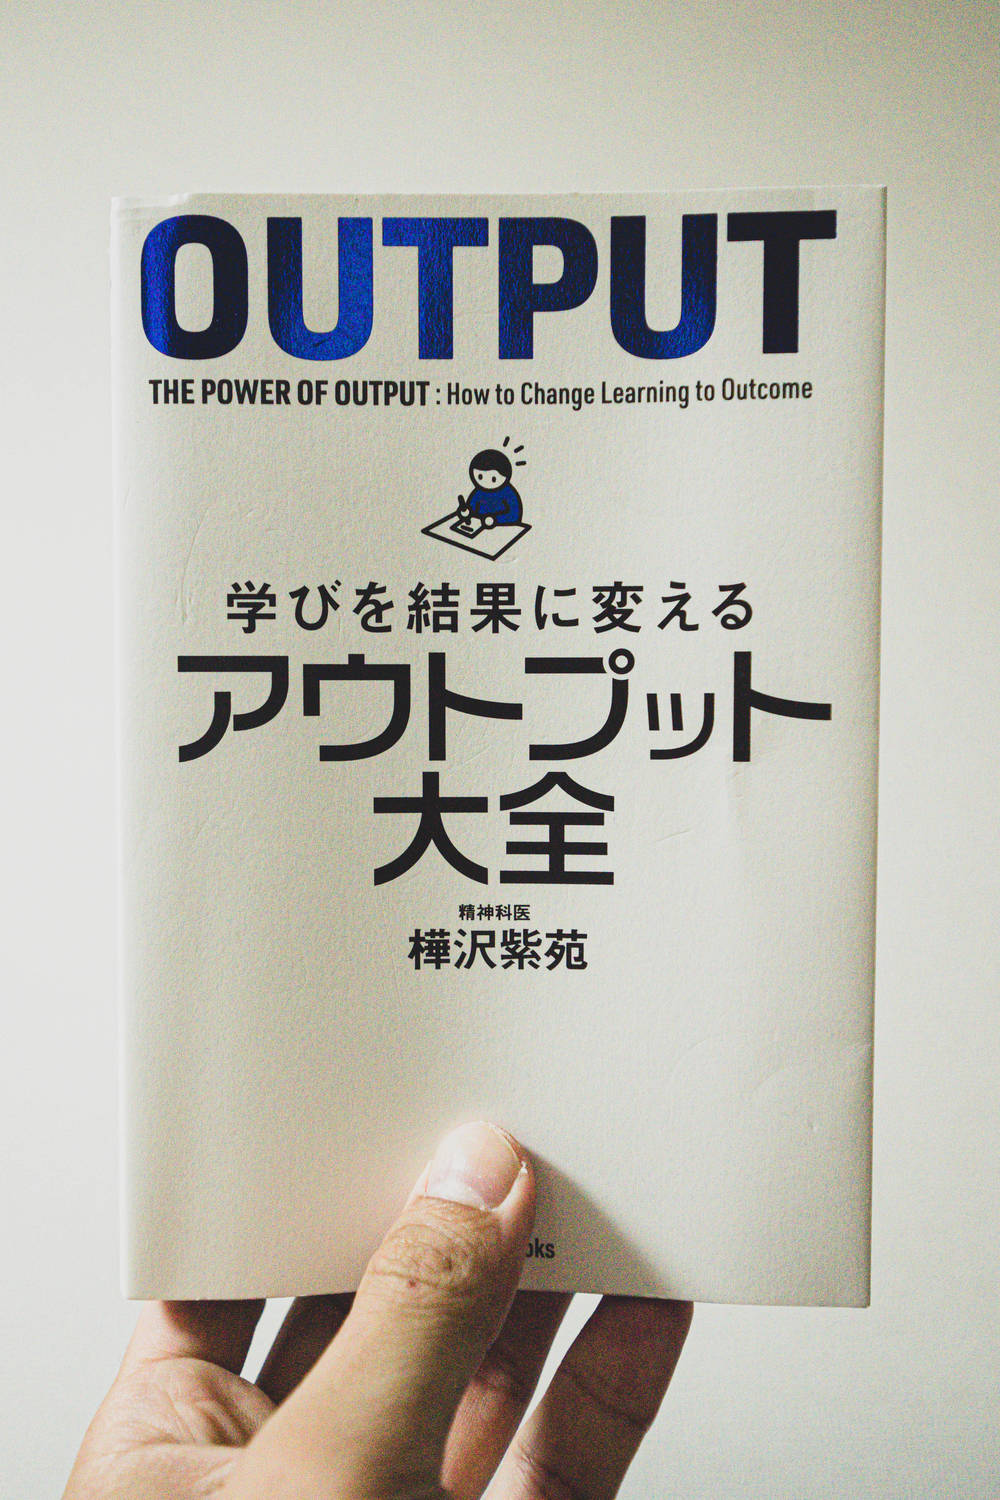 OUTPUT
THE POWER OF OUTPUT : How to Change Learning to Outcome
学びを結果に変える
アウトプット
大全
精神科医
樺沢紫苑